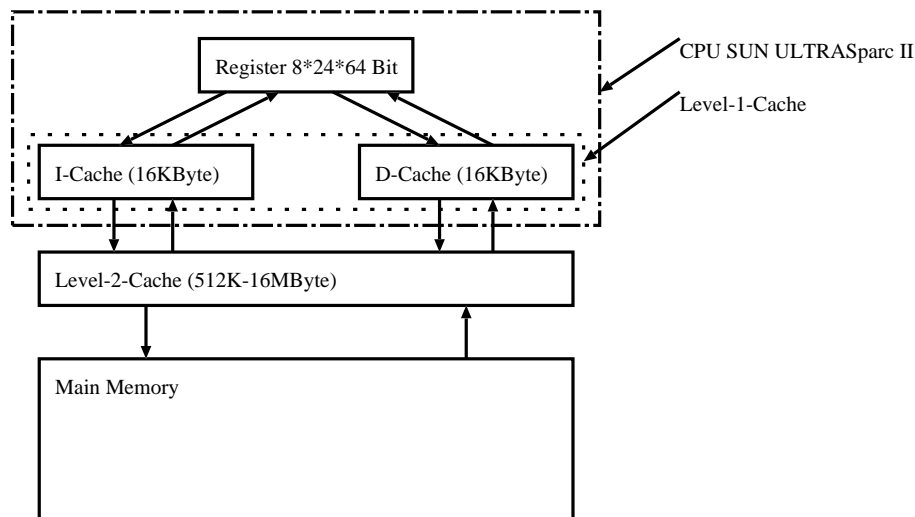 CPU SUN ULTRASparc II
Register 8*24*64 Bit
Level-1-Cache
I-Cache (16KByte)
D-Cache (16KByte)
Level-2-Cache (512K-16MByte)
Main Memory